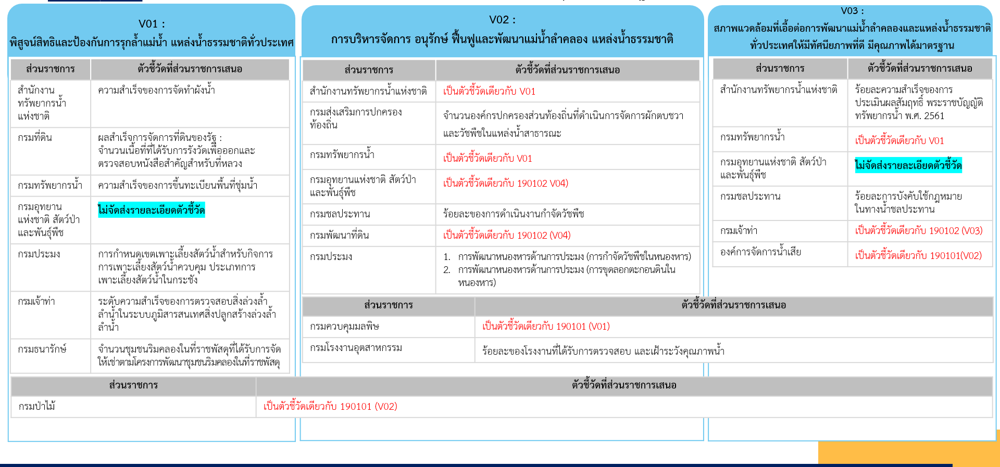 V01 :
พิสูจน์สิทธิและป้องกันการรุกล้ำแม่น้ำ แหล่งน้ำธรรมชาติทั่วประเทศ
ส่วนราชการ ตัวชี้วัดที่ส่วนราชการเสนอ
สำนักงาน ความสำเร็จของการจัดทำผังน้ำ
ทรัพยากรน้ำ
แห่งชาติ
กรมที่ดิน ผลสำเร็จการจัดการที่ดินของรัฐ :
จำนวนเนื้อที่ที่ได้รับการรังวัดเพื่อออกและ
ตรวจสอบหนังสือสำคัญสำหรับที่หลวง
กรมทรัพยากรน้ำ ความสำเร็จของการขึ้นทะเบียนพื้นที่ชุ่มน้ำ
กรมอุทยาน ไม่จัดส่งรายละเอียดตัวชี้วัด
แห่งชาติ สัตว์ป่า
และพันธุ์พืช
กรมประมง การกำหนดเขตเพาะเลี้ยงสัตว์น้ำสำหรับกิจการ
การเพาะเลี้ยงสัตว์น้ำควบคุม ประเภทการ
เพาะเลี้ยงสัตว์น้ำในกระชัง
กรมเจ้าท่า ระดับความสำเร็จของการตรวจสอบสิ่งล่วงล้ำ
ลำน้ำในระบบภูมิสารสนเทศสิ่งปลูกสร้างล่วงล้ำ
ลำน้ำ
กรมธนารักษ์ จำนวนชุมชนริมคลองในที่ราชพัสดุที่ได้รับการจัด
ให้เช่าตามโครงการพัฒนาชุมชนริมคลองในที่ราชพัสดุ
V02 :
การบริหารจัดการ อนุรักษ์ ฟื้นฟูและพัฒนาแม่น้ำลำคลอง แหล่งน้ำธรรมชาติ
ส่วนราชการ ตัวชี้วัดที่ส่วนราชการเสนอ
สำนักงานทรัพยากรน้ำแห่งชาติ เป็นตัวชี้วัดเดียวกับ V01
กรมส่งเสริมการปกครอง จำนวนองค์กรปกครองส่วนท้องถิ่นที่ดำเนินการจัดการผักตบชวา
ท้องถิ่น และวัชพืชในแหล่งน้ำสาธารณะ
กรมทรัพยากรน้ำ เป็นตัวชี้วัดเดียวกับ V01
กรมอุทยานแห่งชาติ สัตว์ป่า เป็นตัวชี้วัดเดียวกับ 190102 V04)
และพันธุ์พืช
กรมชลประทาน ร้อยละของการดำเนินงานกำจัดวัชพืช
กรมพัฒนาที่ดิน เป็นตัวชี้วัดเดียวกับ 190102 (V04)
กรมประมง 1. การพัฒนาหนองหารด้านการประมง (การกำจัดวัชพืชในหนองหาร)
2. การพัฒนาหนองหารด้านการประมง (การขุดลอกตะกอนดินใน
หนองหาร)
V03 :
สภาพแวดล้อมที่เอื้อต่อการพัฒนาแม่น้ำลำคลองและแหล่งน้ำธรรมชาติ
ทั่วประเทศให้มีทัศนียภาพที่ดี มีคุณภาพได้มาตรฐาน
ส่วนราชการ ตัวชี้วัดที่ส่วนราชการเสนอ
สำนักงานทรัพยากรน้ำแห่งชาติ ร้อยละความสำเร็จของการ
ประเมินผลสัมฤทธิ์ พระราชบัญญัติ
ทรัพยากรน้ำ พ.ศ. 2561
กรมทรัพยากรน้ำ เป็นตัวชี้วัดเดียวกับ V01
กรมอุทยานแห่งชาติ สัตว์ป่า ไม่จัดส่งรายละเอียดตัวชี้วัด
และพันธุ์พืช
กรมชลประทาน ร้อยละการบังคับใช้กฎหมาย
ในทางน้ำชลประทาน
กรมเจ้าท่า เป็นตัวชี้วัดเดียวกับ 190102 (V03)
องค์การจัดการน้ำเสีย เป็นตัวชี้วัดเดียวกับ 190101(V02)
ส่วนราชการ ตัวชี้วัดที่ส่วนราชการเสนอ
กรมควบคุมมลพิษ เป็นตัวชี้วัดเดียวกับ 190101 (V01)
กรมโรงงานอุตสาหกรรม ร้อยละของโรงงานที่ได้รับการตรวจสอบ และเฝ้าระวังคุณภาพน้ำ
ส่วนราชการ ตัวชี้วัดที่ส่วนราชการเสนอ
กรมป่าไม้ เป็นตัวชี้วัดเดียวกับ 190101 (V02)